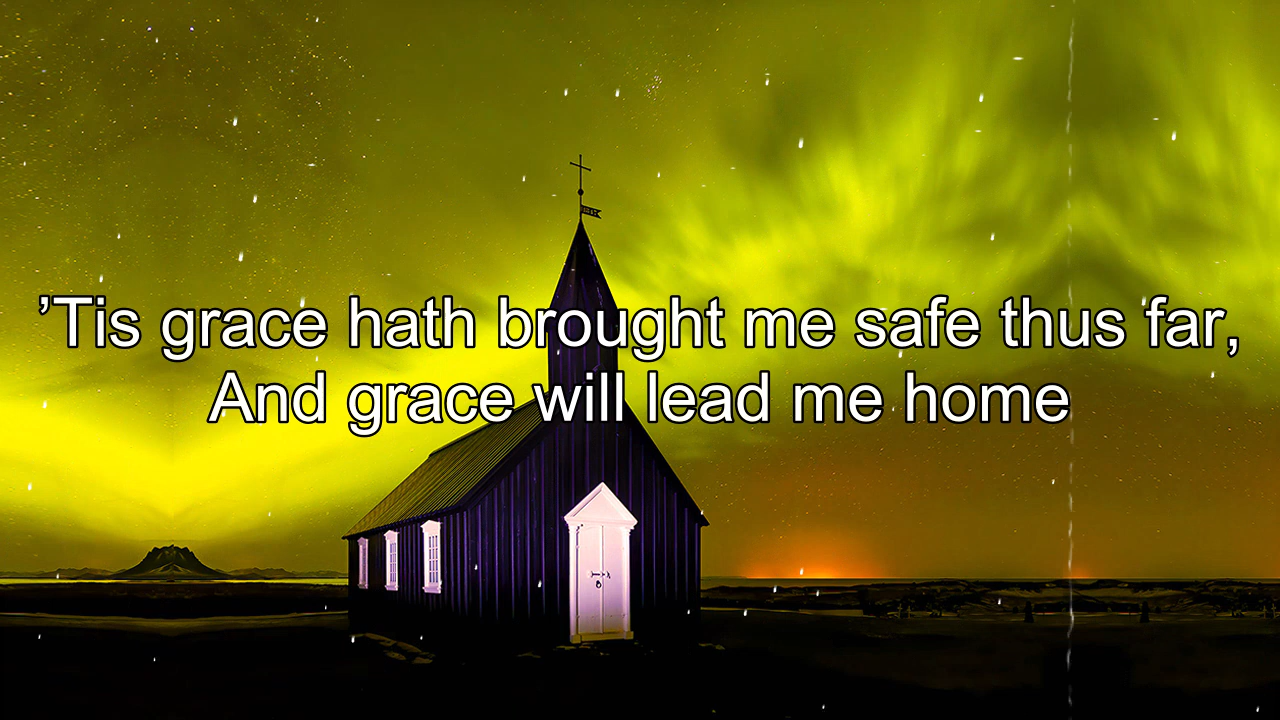 ’Tis grace hath brought me safe thus far,
And grace will lead me home